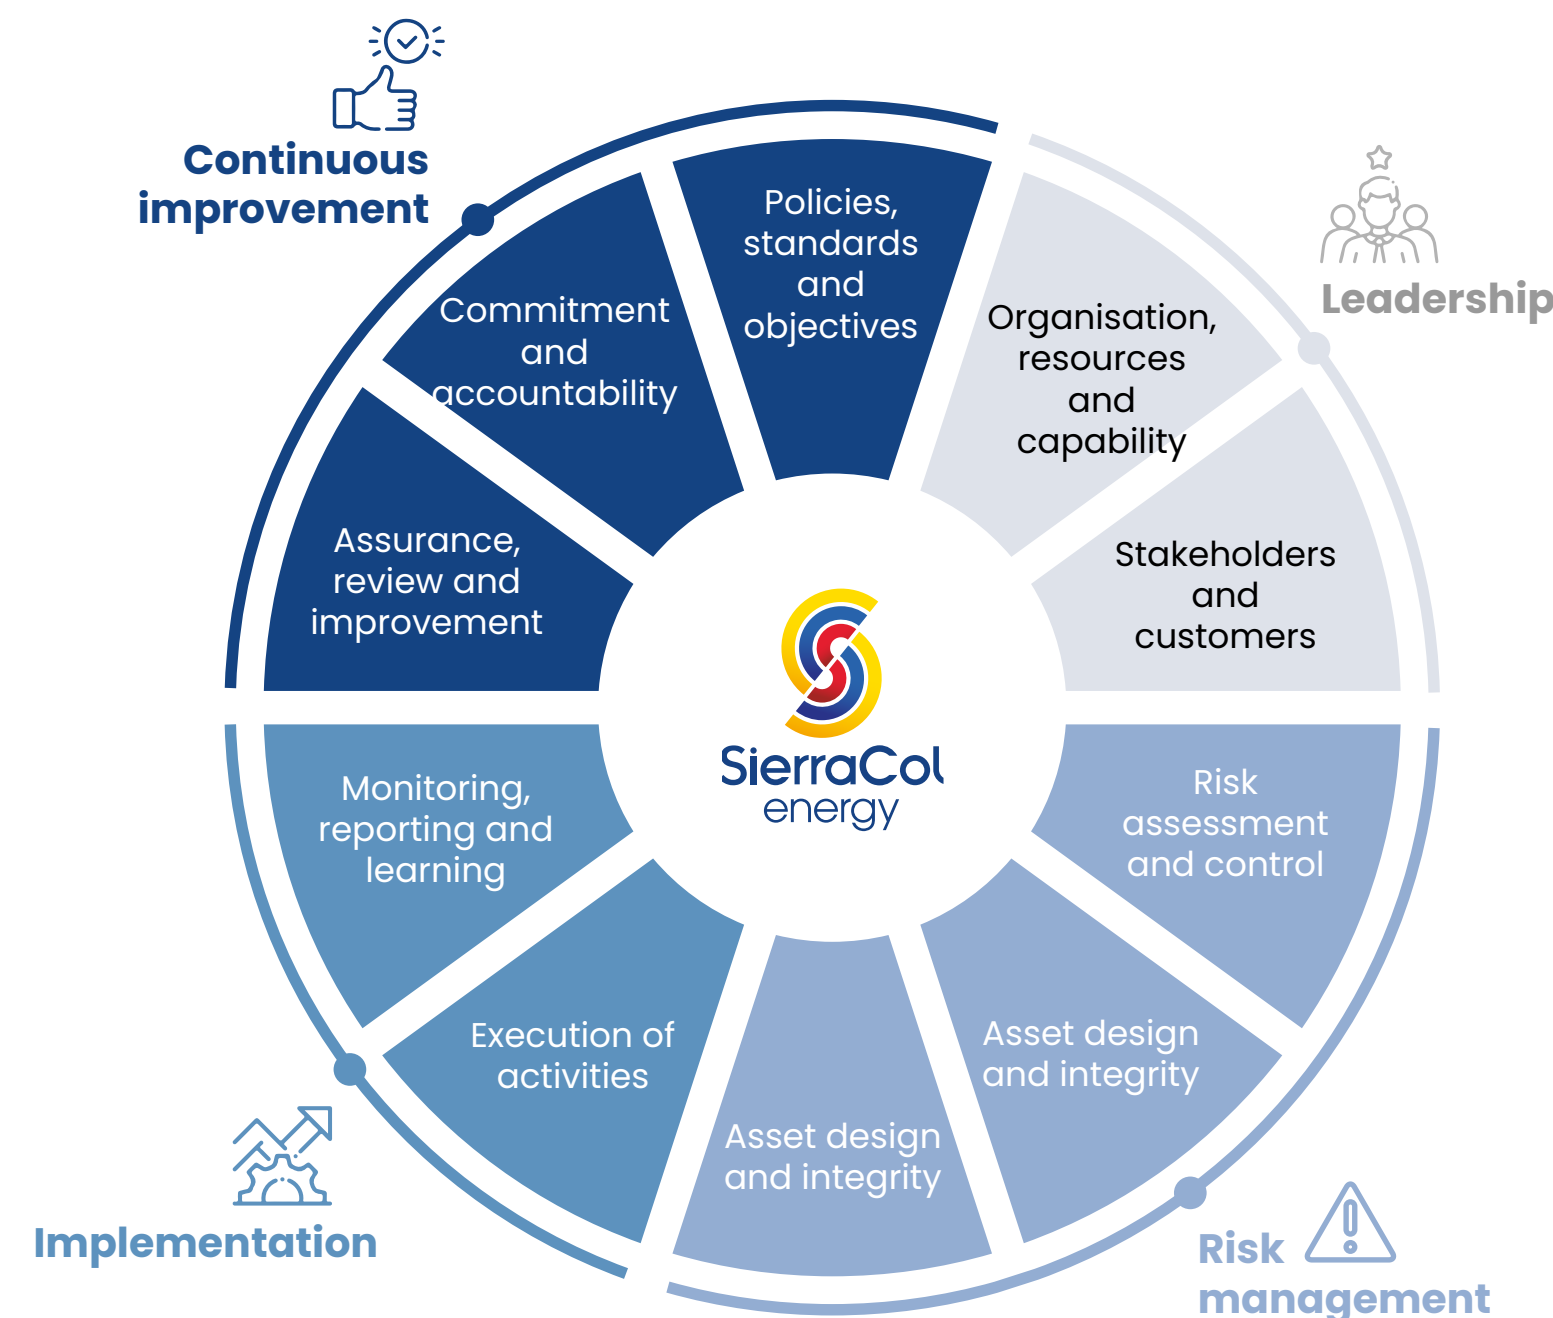 Continuous
improvement
Policies,
standards
and
objectives
Commitment
and
accountability
Assurance,
review and
improvement
Leadership
Organisation,
resources
and
capability
Stakeholders
and
customers
SierraCol
energy
Risk
assessment
and control
Asset design
and integrity
Asset design
and integrity
Risk
management
Monitoring,
reporting and
learning
Execution of
activities
Implementation